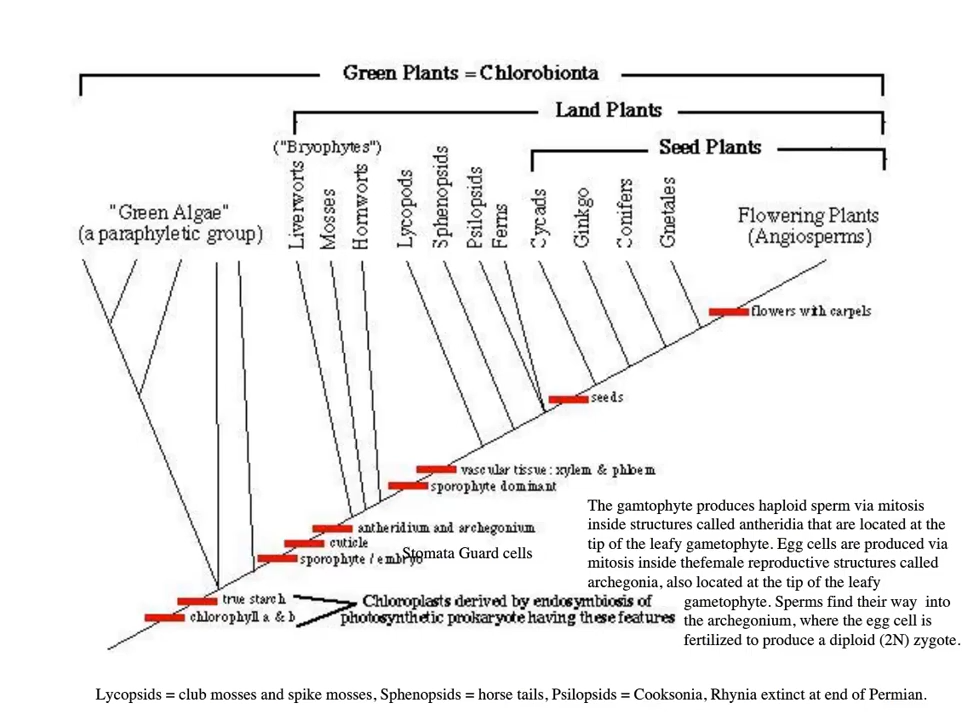 Green Plants = Chlorobionta
Land Plants
("Bryophytes")
Seed Plants
"Green Algae"
(a paraphyletic group)
Liverworts
Mosses
Hornworts
Lycopods
Sphenopsids
Psilopsids
Ferns
Cycads
Ginkgo
Conifers
Gnetales
Flowering Plants
(Angiosperms)
flowers with carpels
seeds
vascular tissue: xylem & phloem
sporophyte dominant
antheridium and archegonium
cuticle
Stomata Guard cells
sporophyte / embryo
true starch
chlorophyll a & b
Chloroplasts derived by endosymbiosis of
photosynthetic prokaryote having these features
The gamtophyte produces haploid sperm via mitosis
inside structures called antheridia that are located at the
tip of the leafy gametophyte. Egg cells are produced via
mitosis inside thefemale reproductive structures called
archegonia, also located at the tip of the leafy
gametophyte. Sperms find their way into
the archegonium, where the egg cell is
fertilized to produce a diploid (2N) zygote.
Lycopsids = club mosses and spike mosses, Sphenopsids = horse tails, Psilopsids = Cooksonia, Rhynia extinct at end of Permian.